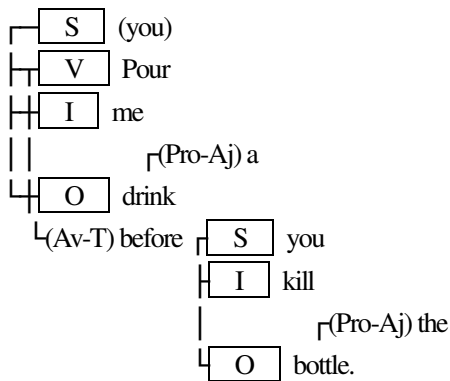 S (you)
V Pour
I me
(Pro-Aj) a
O drink
(Av-T) before S you
I kill
(Pro-Aj) the
O bottle.